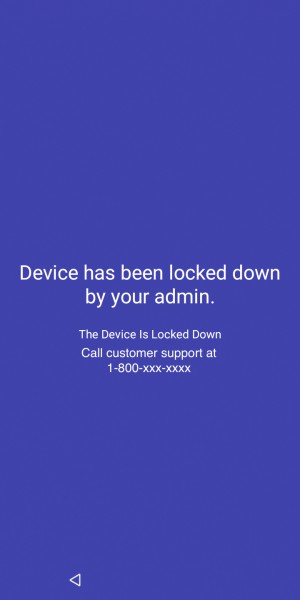 Device has been locked down
by your admin.
The Device Is Locked Down
Call customer support at
1-800-xxx-xxxx